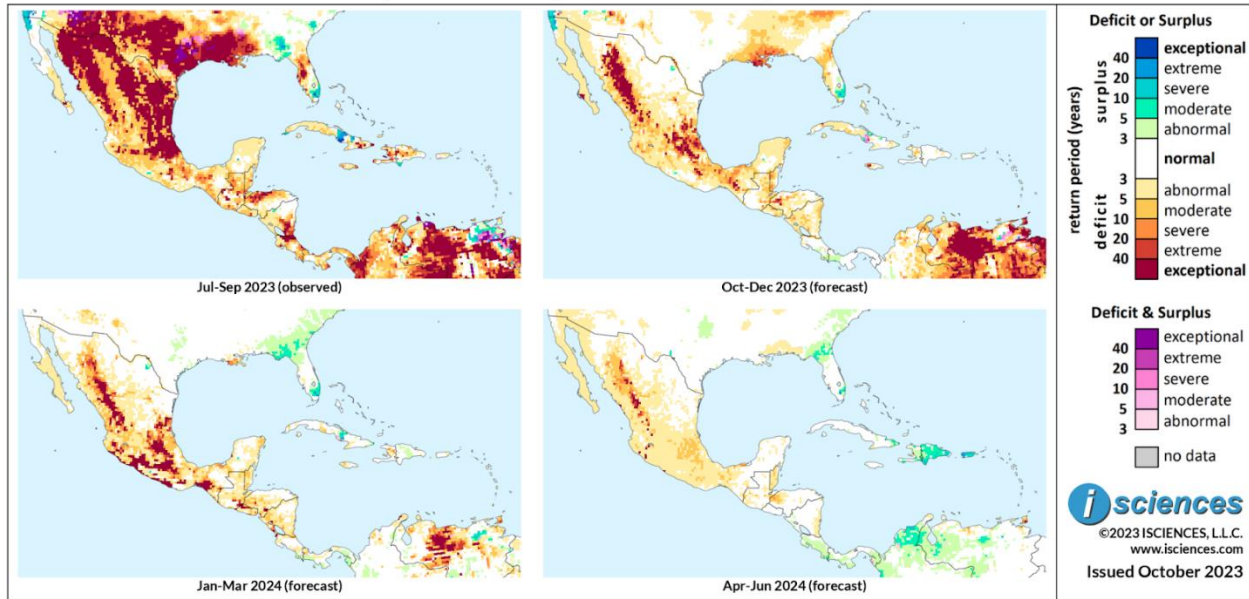 Jul-Sep 2023 (observed)
Oct-Dec 2023 (forecast)
Jan-Mar 2024 (forecast)
Apr-Jun 2024 (forecast)
Deficit or Surplus
return period (years)
surplus
deficit
40
20
10
5
3
3
5
10
20
40
exceptional
extreme
severe
moderate
abnormal
normal
abnormal
moderate
severe
extreme
exceptional
Deficit & Surplus
40
20
10
5
3
exceptional
extreme
severe
moderate
abnormal
no data
i sciences
©2023 ISCIENCES, L.L.C.
www.isciences.com
Issued October 2023